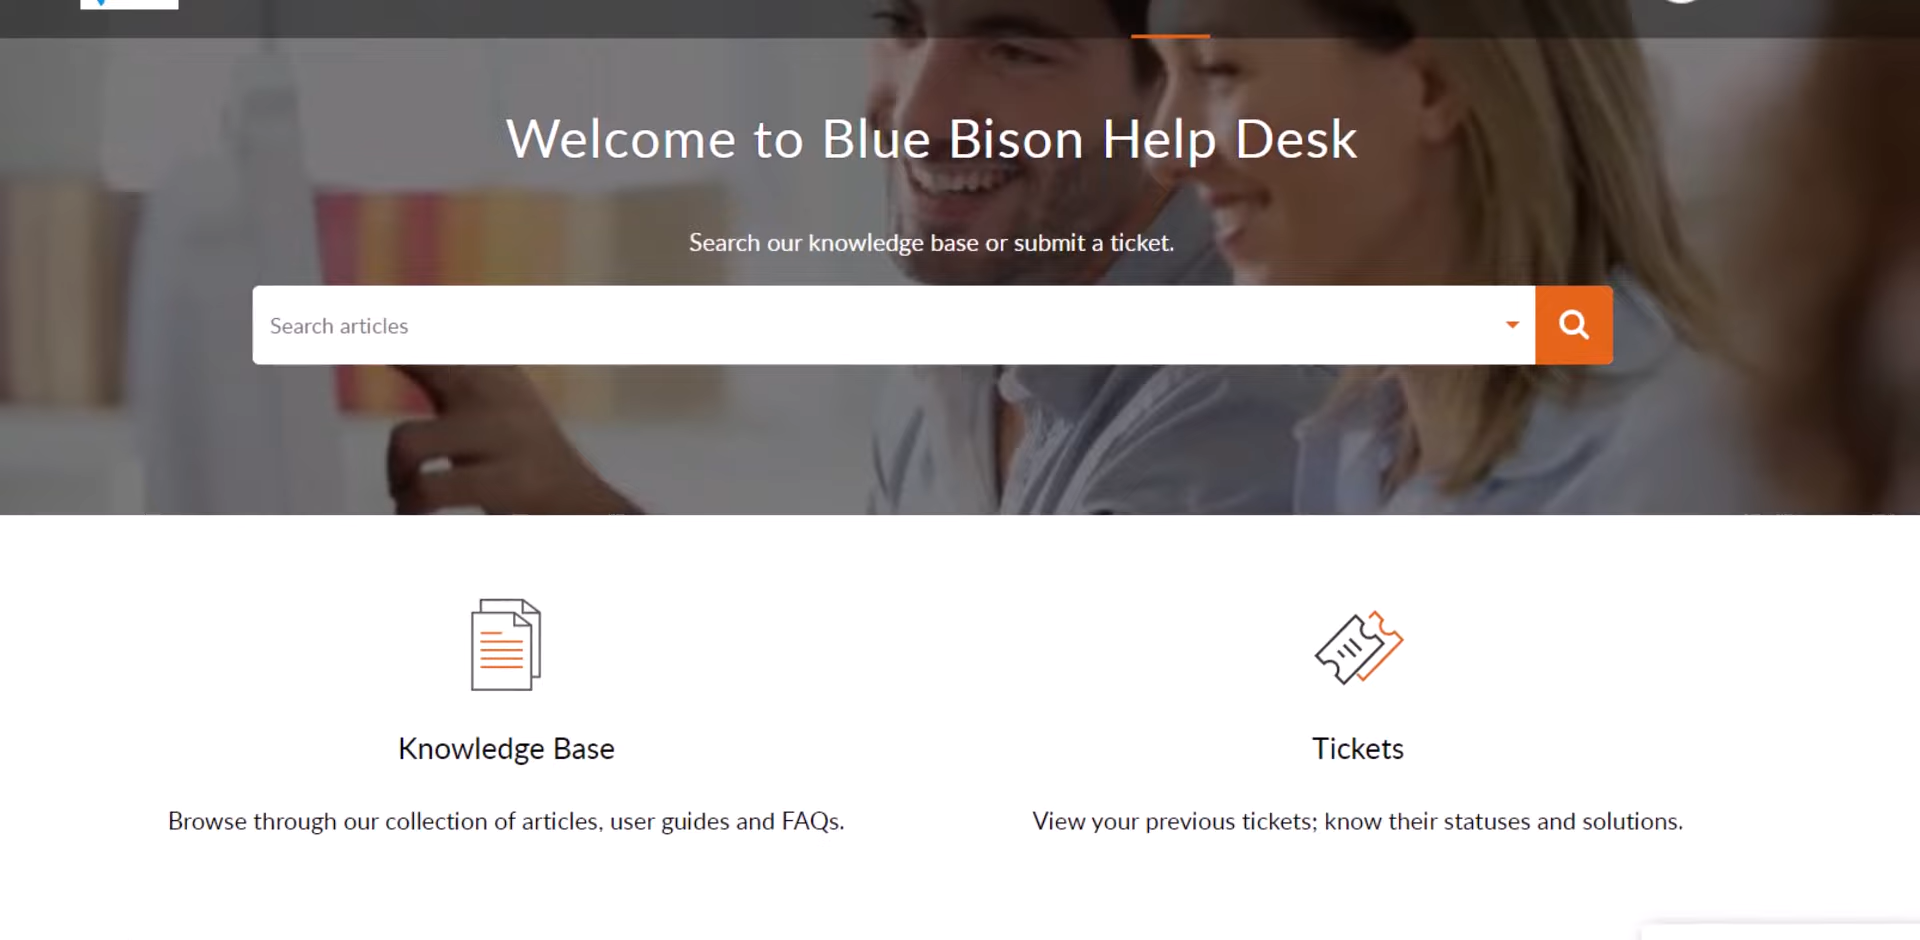 Welcome to Blue Bison Help Desk
Search our knowledge base or submit a ticket.
Search articles
Knowledge Base
Tickets
Browse through our collection of articles, user guides and FAQs.
View your previous tickets; know their statuses and solutions.